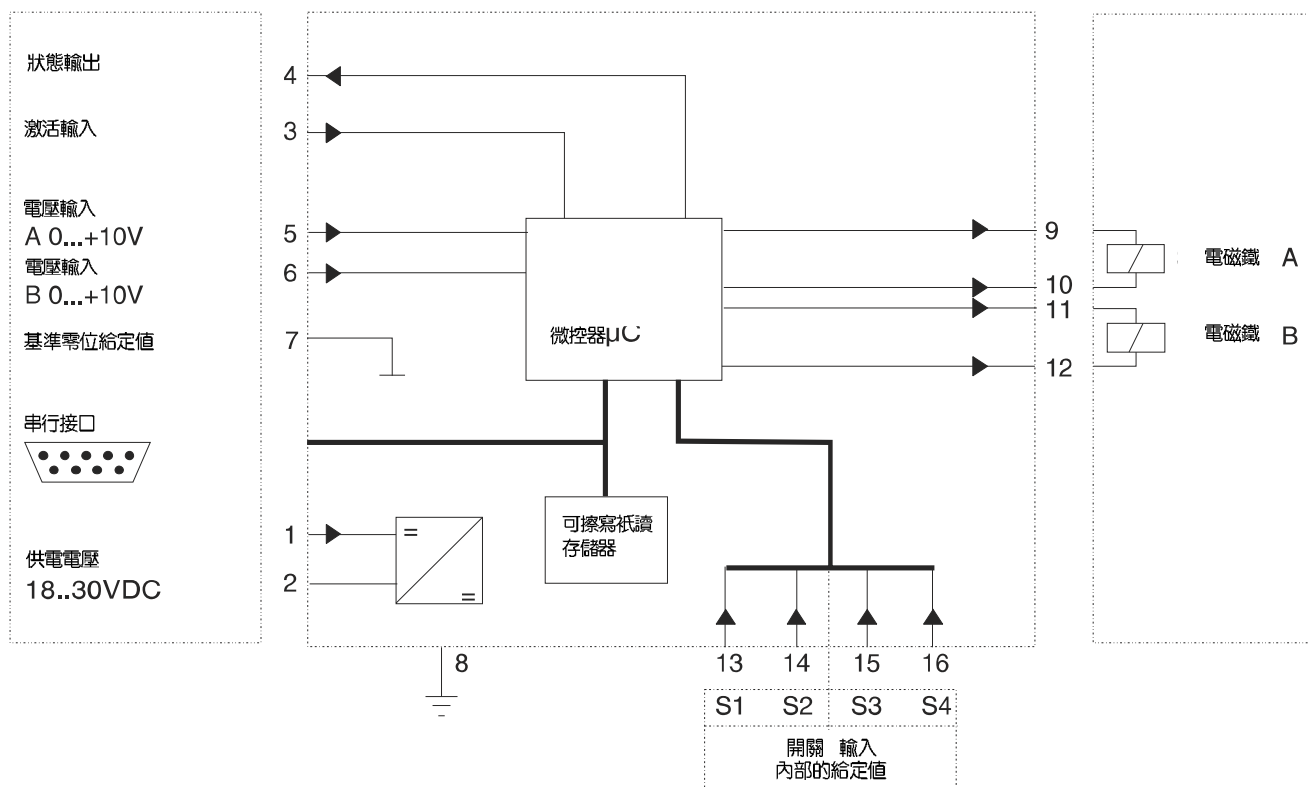 狀態輸出
4
激活輸入
3
電壓輸入
A 0...+10V
5
電壓輸入
B 0...+10V
6
基準零位給定值
7
微控器μC
9
10
電磁鐵 A
11
12
電磁鐵 B
串行接口
可擦寫祇讀
存儲器
供電電壓
18..30VDC
1
=
=
2
8
13 14 15 16
S1 S2 S3 S4
開關 輸入
內部的給定值